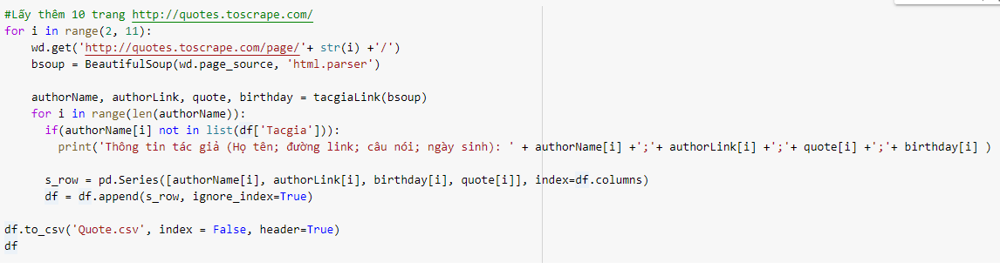 #Lấy thêm 10 trang http://quotes.toscrape.com/
for i in range(2, 11):
    wd.get('http://quotes.toscrape.com/page/'+ str(i) +'/')
    bsoup = BeautifulSoup(wd.page_source, 'html.parser')

    authorName, authorLink, quote, birthday = tacgiaLink(bsoup)
    for i in range(len(authorName)):
      if(authorName[i] not in list(df['Tacgia'])):
        print('Thông tin tác giả (Họ tên; đường link; câu nói; ngày sinh): ' + authorName[i] +';'+ authorLink[i] +';'+ quote[i] +';'+ birthday[i] )

      s_row = pd.Series([authorName[i], authorLink[i], birthday[i], quote[i]], index=df.columns)
      df = df.append(s_row, ignore_index=True)

df.to_csv('Quote.csv', index = False, header=True)
df